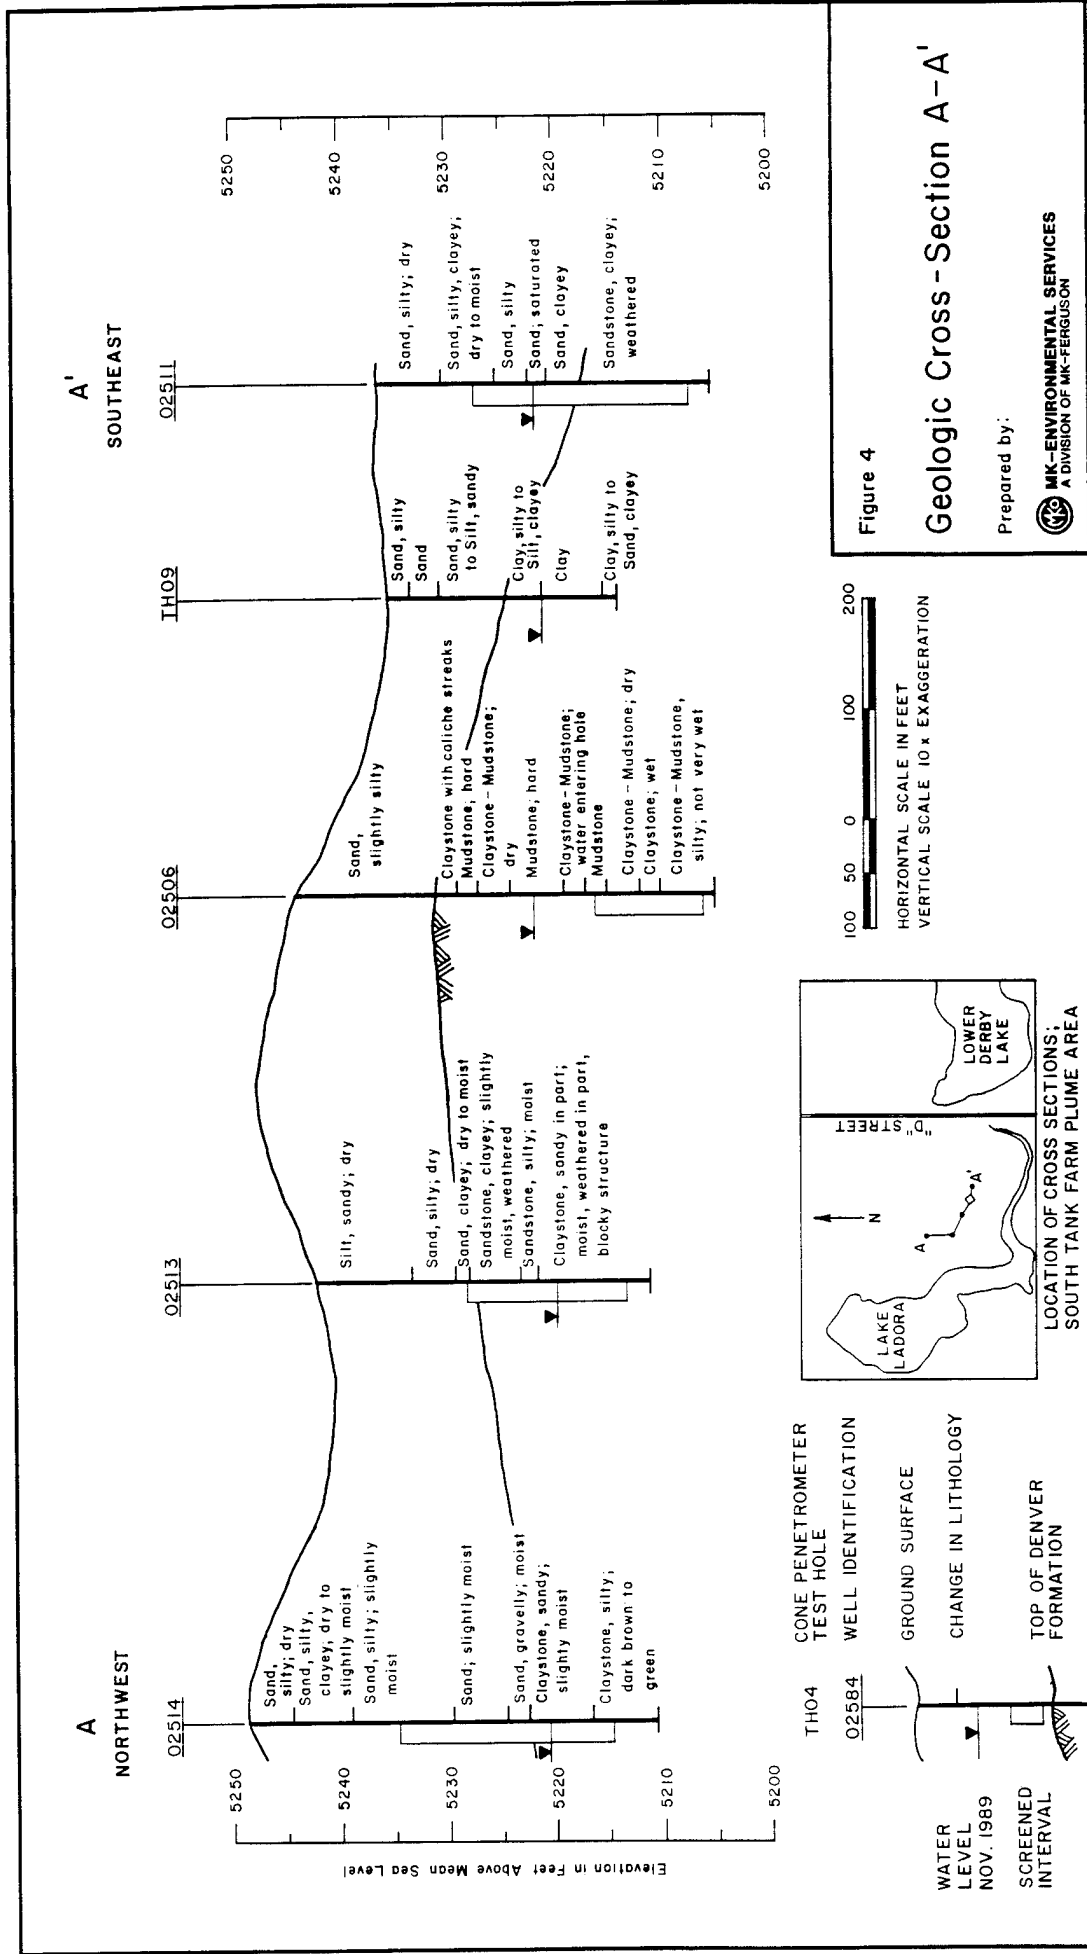 A
NORTHWEST
A'
SOUTHEAST
02514
02513
02506
TH09
02511
Elevation in Feet Above Mean Sea Level
5250
5240
5230
5220
5210
5200
Sand,
silty; dry
Sand, silty,
clayey; dry to
slightly moist
Sand, silty; slightly
moist
Sand; slightly moist
Sand, gravelly; moist
Claystone, sandy;
slighty moist
Claystone, silty;
dark brown to
green
Silt, sandy; dry
Sand, silty; dry
Sand, clayey; dry to moist
Sandstone, clayey; slightly
moist, weathered
Sandstone, silty; moist
Claystone, sandy in part;
moist, weathered in part,
blocky structure
Sand,
slightly silty
Claystone with caliche streaks
Mudstone; hard
Claystone-Mudstone;
dry
Mudstone; hard
Claystone-Mudstone;
water entering hole
Mudstone
Claystone-Mudstone; dry
Claystone; wet
Claystone-Mudstone,
silty; not very wet
Sand, silty
Sand
Sand, silty
to Silt, sandy
Clay, silty to
Silt, clayey
Clay
Clay, silty to
Sand, clayey
Sand, silty; dry
Sand, silty, clayey;
dry to moist
Sand, silty
Sand; saturated
Sand, clayey
Sandstone, clayey;
weathered
5250
5240
5230
5220
5210
5200
WATER
LEVEL
NOV. 1989
SCREENED
INTERVAL
TH04
02584
CONE PENETROMETER
TEST HOLE
WELL IDENTIFICATION
GROUND SURFACE
CHANGE IN LITHOLOGY
TOP OF DENVER
FORMATION
LAKE
LADORA
A
A'
N
"D" STREET
LOWER
DERBY
LAKE
LOCATION OF CROSS SECTIONS;
SOUTH TANK FARM PLUME AREA
100 50 0 100 200
HORIZONTAL SCALE IN FEET
VERTICAL SCALE 10 x EXAGGERATION
Figure 4
Geologic Cross-Section A-A'
Prepared by:
MK-ENVIRONMENTAL SERVICES
A DIVISION OF MK-FERGUSON